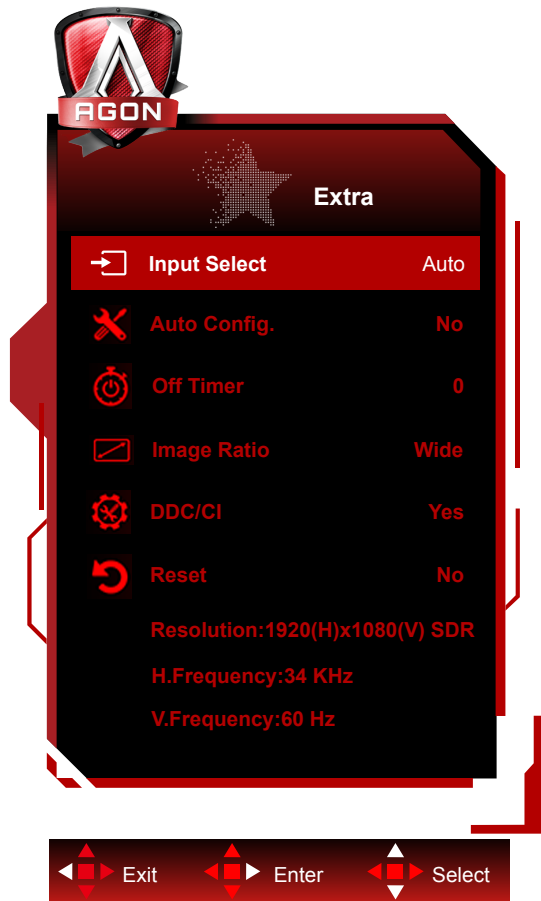 AGON
Extra
Input Select Auto
Auto Config. No
Off Timer 0
Image Ratio Wide
DDC/CI Yes
Reset No
Resolution:1920(H)x1080(V) SDR
H.Frequency:34 KHz
V.Frequency:60 Hz
Exit Enter Select